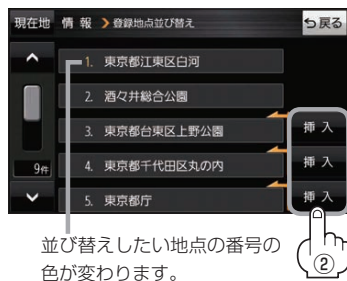 現在地 情 報 登録地点並び替え 戻る
1. 東京都江東区白河
2. 酒々井総合公園
3. 東京都台東区上野公園 挿 入
4. 東京都千代田区丸の内 挿 入
9件
5. 東京都庁 挿 入
並び替えしたい地点の番号の
色が変わります。
②